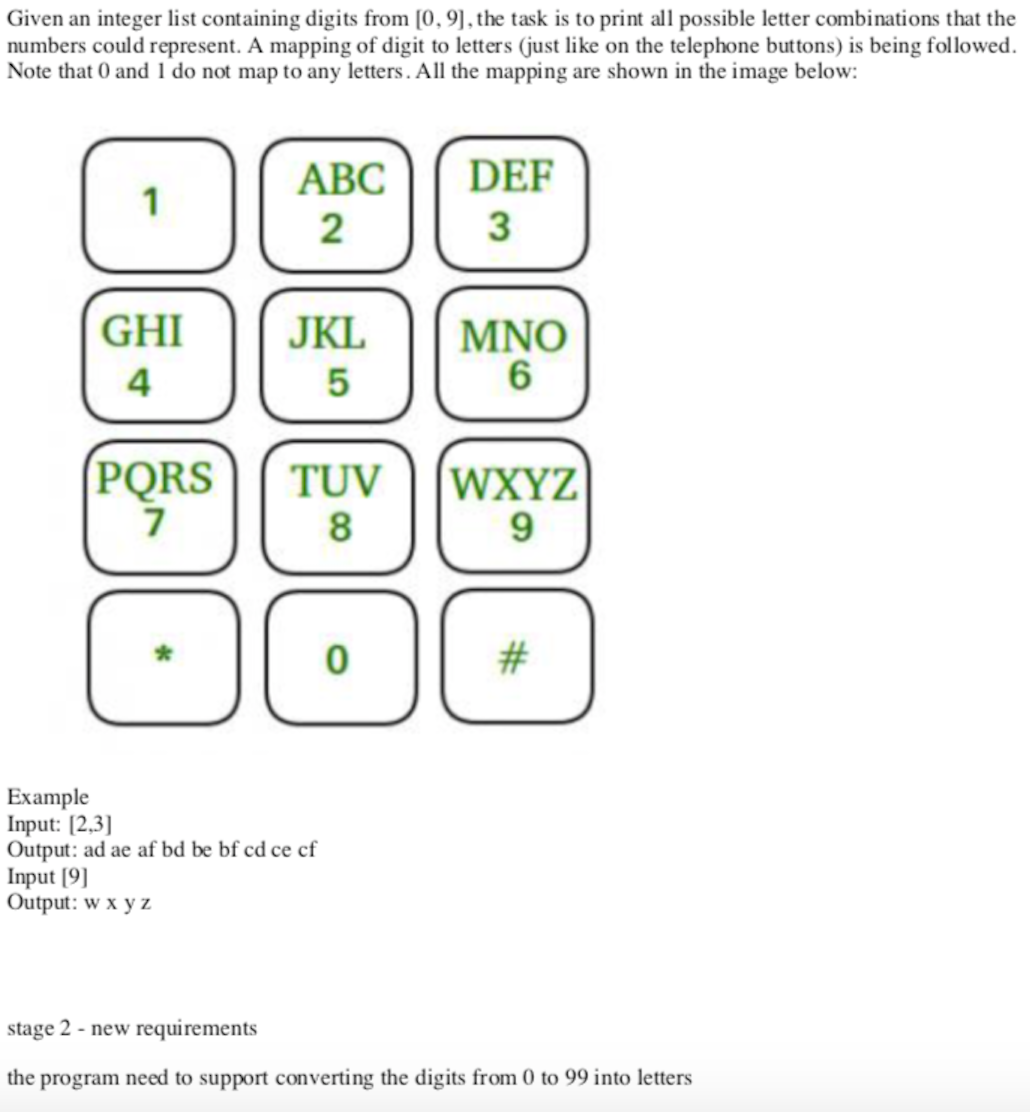 Given an integer list containing digits from [0, 9], the task is to print all possible letter combinations that the
numbers could represent. A mapping of digit to letters (just like on the telephone buttons) is being followed.
Note that 0 and 1 do not map to any letters. All the mapping are shown in the image below:
1
ABC
2
DEF
3
GHI
4
JKL
5
MNO
6
PQRS
7
TUV
8
WXYZ
9
*
0
#
Example
Input: [2,3]
Output: ad ae af bd be bf cd ce cf
Input [9]
Output: w x y z
stage 2 - new requirements
the program need to support converting the digits from 0 to 99 into letters